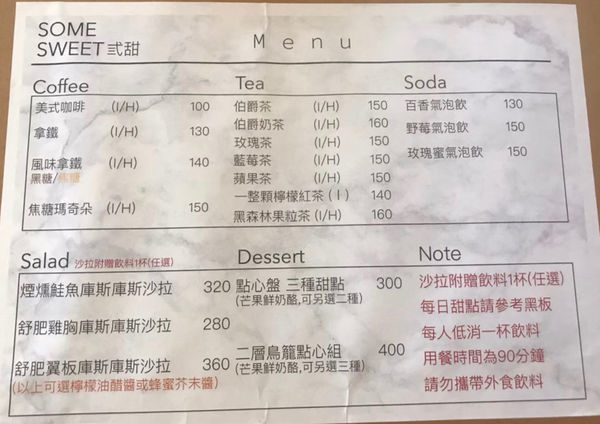 SOME
SWEET 弍甜
Menu
Coffee
美式咖啡 (I/H) 100
拿鐵 (I/H) 130
風味拿鐵 (I/H) 140
黑糖/焦糖
焦糖瑪奇朵 (I/H) 150
Tea
伯爵茶 (I/H) 150
伯爵奶茶 (I/H) 160
玫瑰茶 (I/H) 150
藍莓茶 (I/H) 150
蘋果茶 (I/H) 150
一整顆檸檬紅茶 (I) 140
黑森林果粒茶 (I/H) 160
Soda
百香氣泡飲 130
野莓氣泡飲 150
玫瑰蜜氣泡飲 150
Salad 沙拉附贈飲料1杯(任選)
煙燻鮭魚庫斯庫斯沙拉 320
舒肥雞胸庫斯庫斯沙拉 280
舒肥翼板庫斯庫斯沙拉 360
(以上可選檸檬油醋醬或蜂蜜芥末醬)
Dessert
點心盤 三種甜點 300
(芒果鮮奶酪,可另選二種)
二層鳥籠點心組 400
(芒果鮮奶酪,可另選三種)
Note
沙拉附贈飲料1杯(任選)
每日甜點請參考黑板
每人低消一杯飲料
用餐時間為90分鐘
請勿攜帶外食飲料